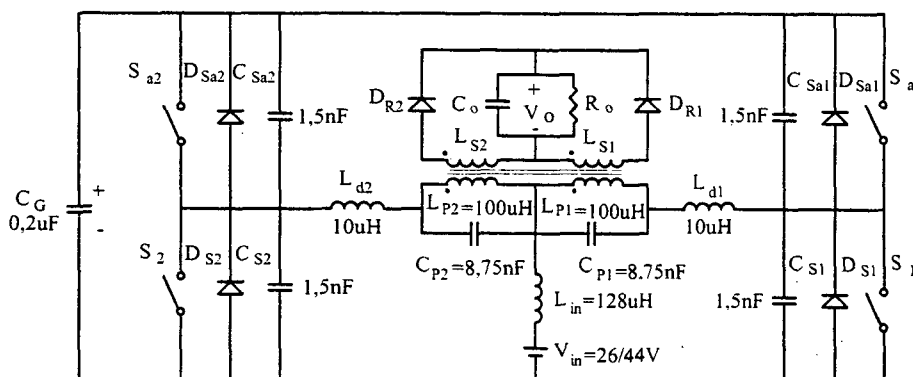 S a2
D Sa2
C Sa2
1,5nF
D R2
C o
+
V o
-
R o
D R1
C Sa1
1,5nF
D Sa1
S a
L S2
L S1
C G
0,2uF
+
-
L d2
10uH
L P2=100uH
L P1=100uH
L d1
10uH
S 2
D S2
C S2
1,5nF
C P2=8,75nF
C P1=8.75nF
C S1
1,5nF
D S1
S 1
L in=128uH
V in=26/44V